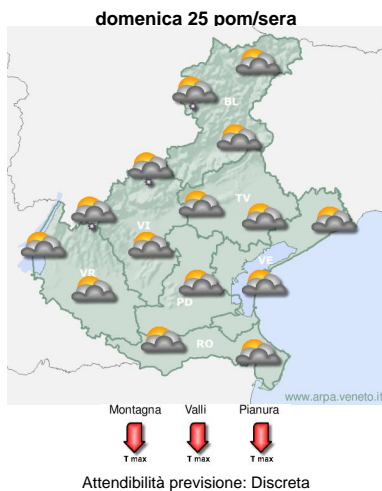 domenica 25 pom/sera
BL
TV
VI
VE
VR
PD
RO
www.arpa.veneto.it
Montagna Valli Pianura
T max T max T max
Attendibilità previsione: Discreta